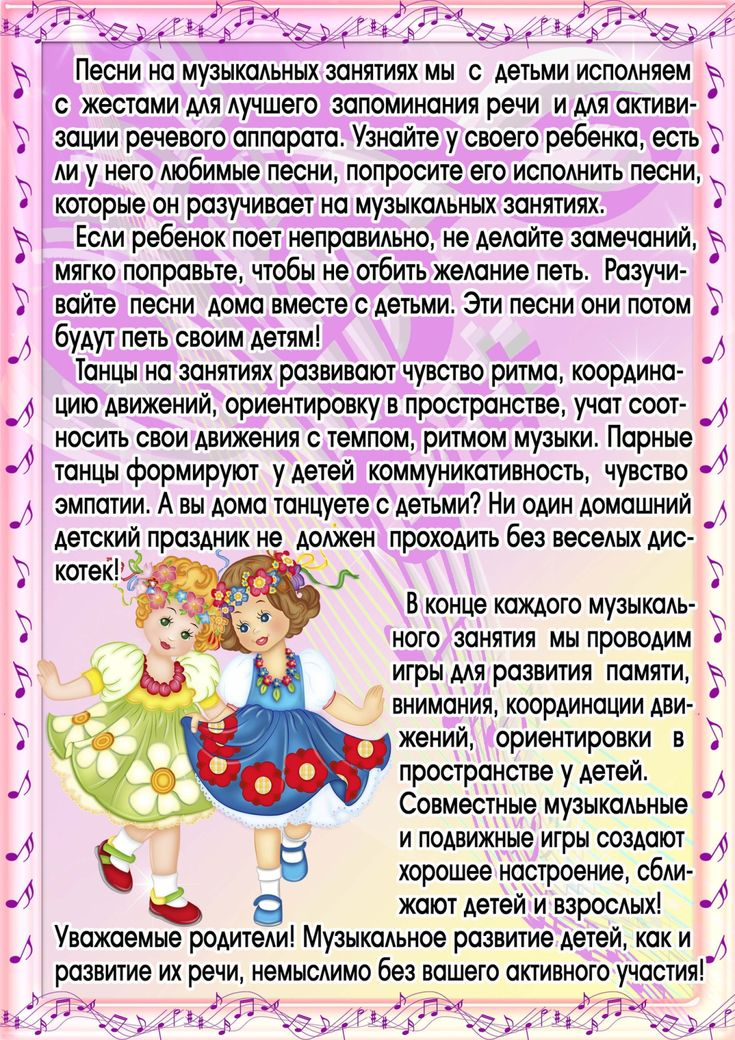 Песни на музыкальных занятиях мы с детьми исполняем
с жестами для лучшего запоминания речи и для активи-
зации речевого аппарата. Узнайте у своего ребенка, есть
ли у него любимые песни, попросите его исполнить песни,
которые он разучивает на музыкальных занятиях.
Если ребенок поет неправильно, не делайте замечаний,
мягко поправьте, чтобы не отбить желание петь. Разучи-
вайте песни дома вместе с детьми. Эти песни они потом
будут петь своим детям!
Танцы на занятиях развивают чувство ритма, координа-
цию движений, ориентировку в пространстве, учат соот-
носить свои движения с темпом, ритмом музыки. Парные
танцы формируют у детей коммуникативность, чувство
эмпатии. А вы дома танцуете с детьми? Ни один домашний
детский праздник не должен проходить без веселых дис-
котек!
В конце каждого музыкаль-
ного занятия мы проводим
игры для развития памяти,
внимания, координации дви-
жений, ориентировки в
пространстве у детей.
Совместные музыкальные
и подвижные игры создают
хорошее настроение, сбли-
жают детей и взрослых!
Уважаемые родители! Музыкальное развитие детей, как и
развитие их речи, немыслимо без вашего активного участия!